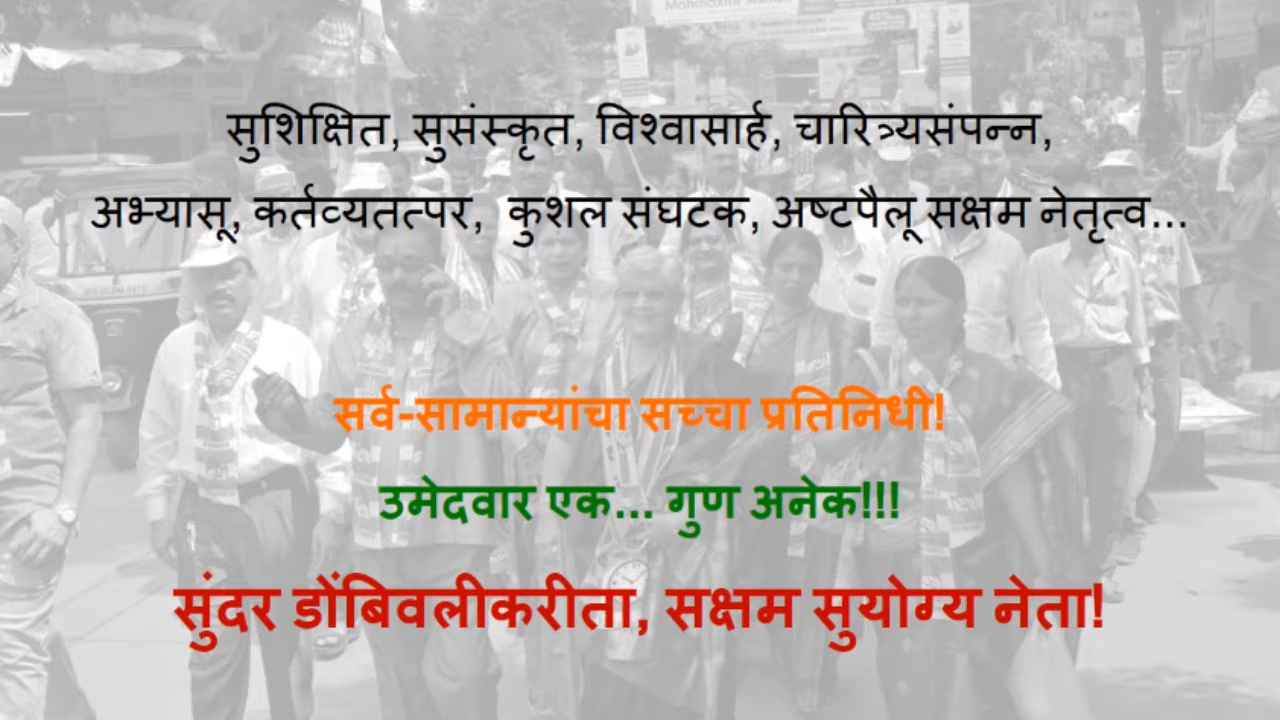 Mahalaxmi
सुशिक्षित, सुसंस्कृत, विश्वासार्ह, चारित्र्यसंपन्न,
अभ्यासू, कर्तव्यतत्पर, कुशल संघटक, अष्टपैलू सक्षम नेतृत्व...
सर्व-सामान्यांचा सच्चा प्रतिनिधी!
उमेदवार एक... गुण अनेक!!!
सुंदर डोंबिवलीकरीता, सक्षम सुयोग्य नेता!